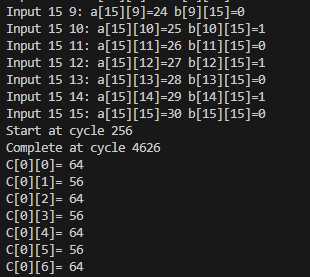 Input 15 9: a[15][9]=24 b[9][15]=0
Input 15 10: a[15][10]=25 b[10][15]=1
Input 15 11: a[15][11]=26 b[11][15]=0
Input 15 12: a[15][12]=27 b[12][15]=1
Input 15 13: a[15][13]=28 b[13][15]=0
Input 15 14: a[15][14]=29 b[14][15]=1
Input 15 15: a[15][15]=30 b[15][15]=0
Start at cycle 256
Complete at cycle 4626
C[0][0]= 64
C[0][1]= 56
C[0][2]= 64
C[0][3]= 56
C[0][4]= 64
C[0][5]= 56
C[0][6]= 64